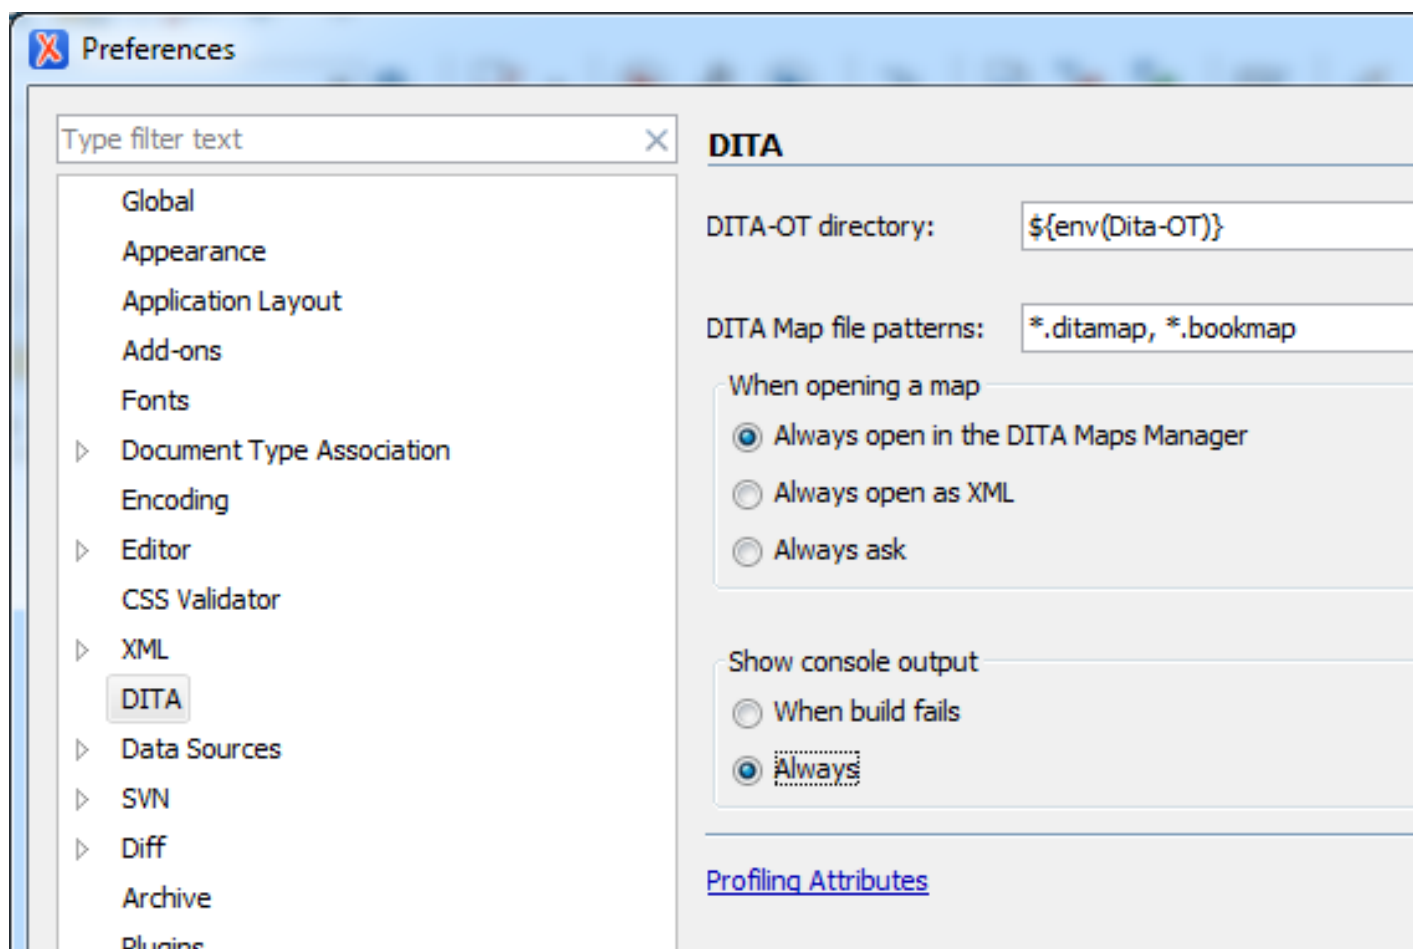 Preferences
Type filter text
Global
Appearance
Application Layout
Add-ons
Fonts
Document Type Association
Encoding
Editor
CSS Validator
XML
DITA
Data Sources
SVN
Diff
Archive
Plugins
DITA
DITA-OT directory: ${env(Dita-OT)}
DITA Map file patterns: *.ditamap, *.bookmap
When opening a map
Always open in the DITA Maps Manager
Always open as XML
Always ask
Show console output
When build fails
Always
Profiling Attributes